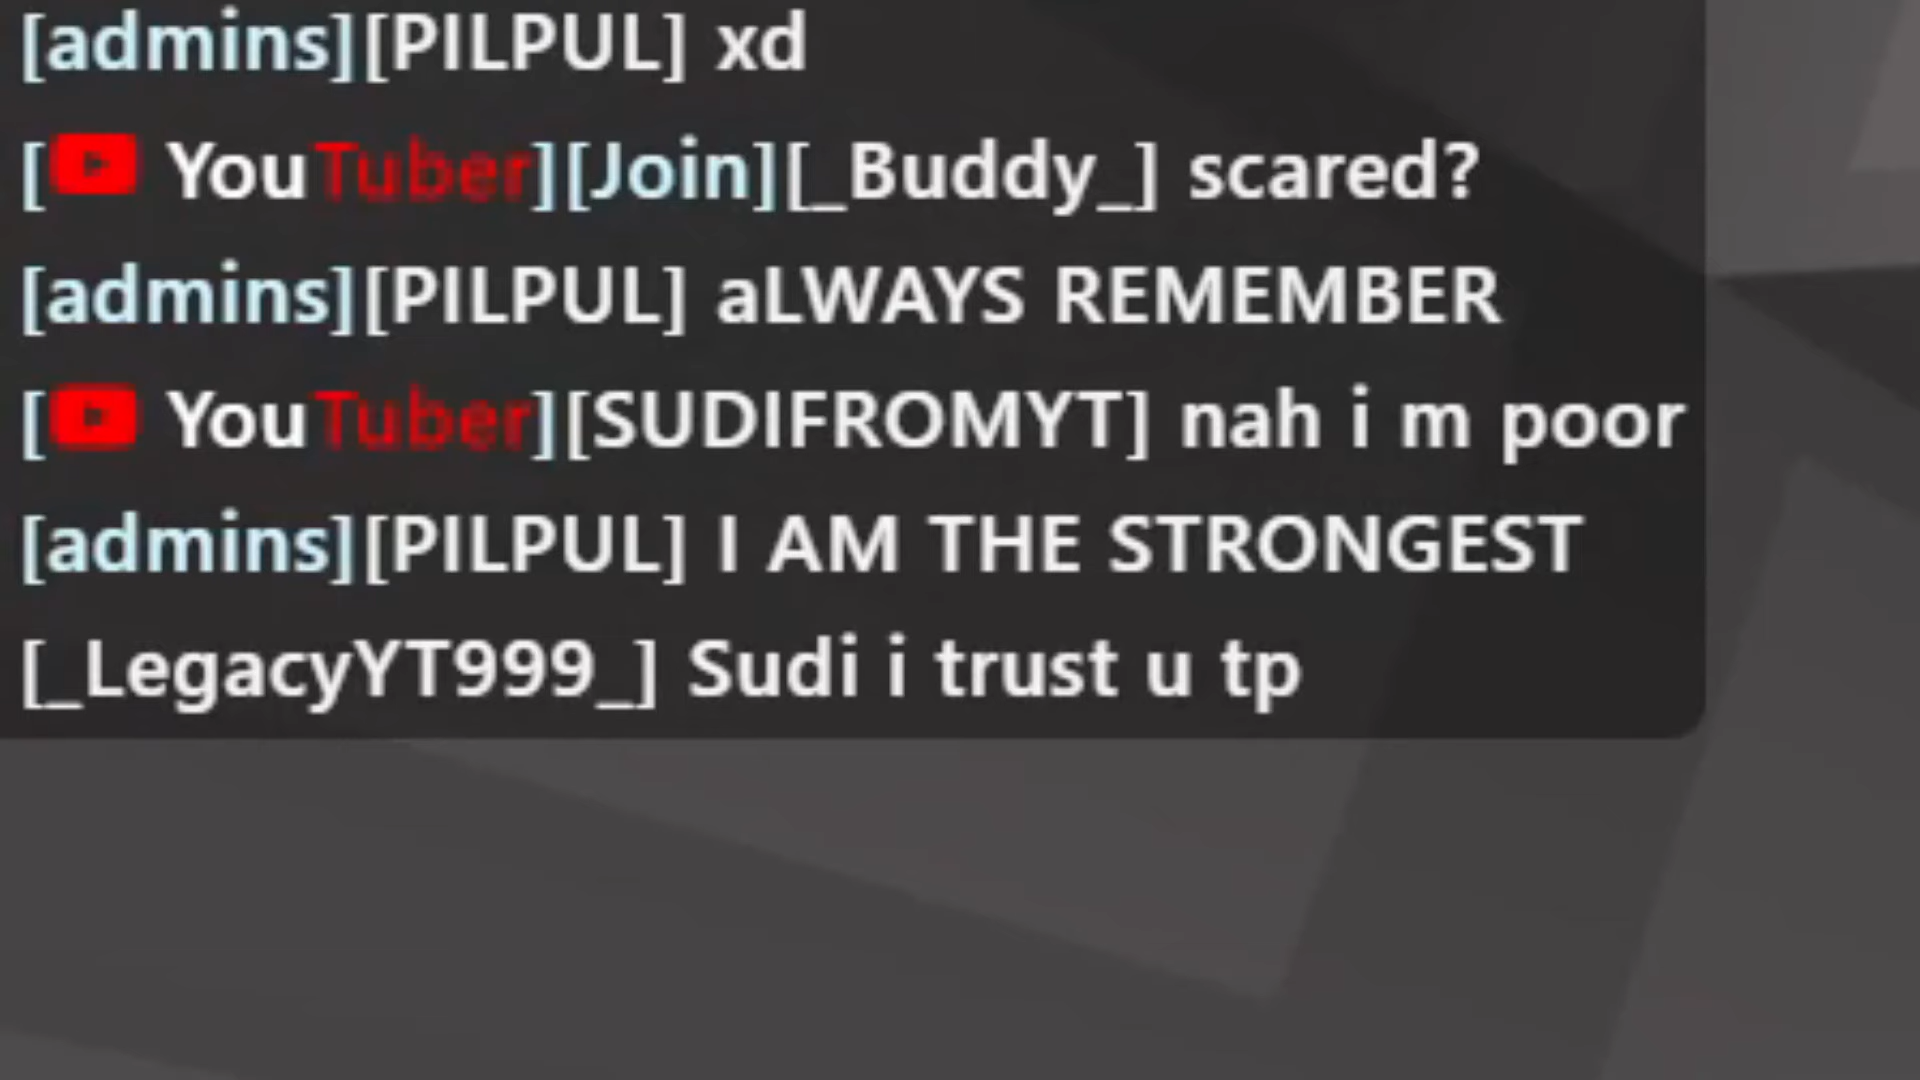 [admins][PILPUL] xd
[YouTuber][Join][_Buddy_] scared?
[admins][PILPUL] aLWAYS REMEMBER
[YouTuber][SUDIFROMYT] nah i m poor
[admins][PILPUL] I AM THE STRONGEST
[_LegacyYT999_] Sudi i trust u tp